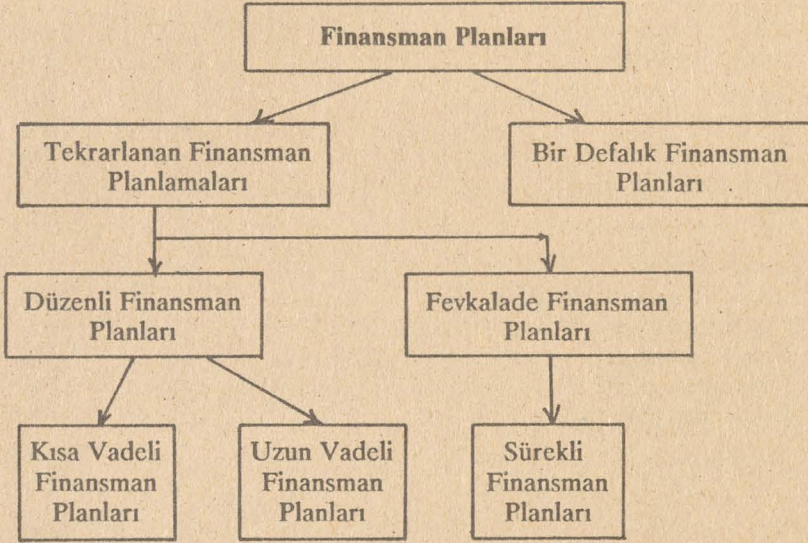 Finansman Planları
Tekrarlanan Finansman
Planlamaları
Bir Defalık Finansman
Planları
Düzenli Finansman
Planları
Fevkalade Finansman
Planları
Kısa Vadeli
Finansman
Planları
Uzun Vadeli
Finansman
Planları
Sürekli
Finansman
Planları